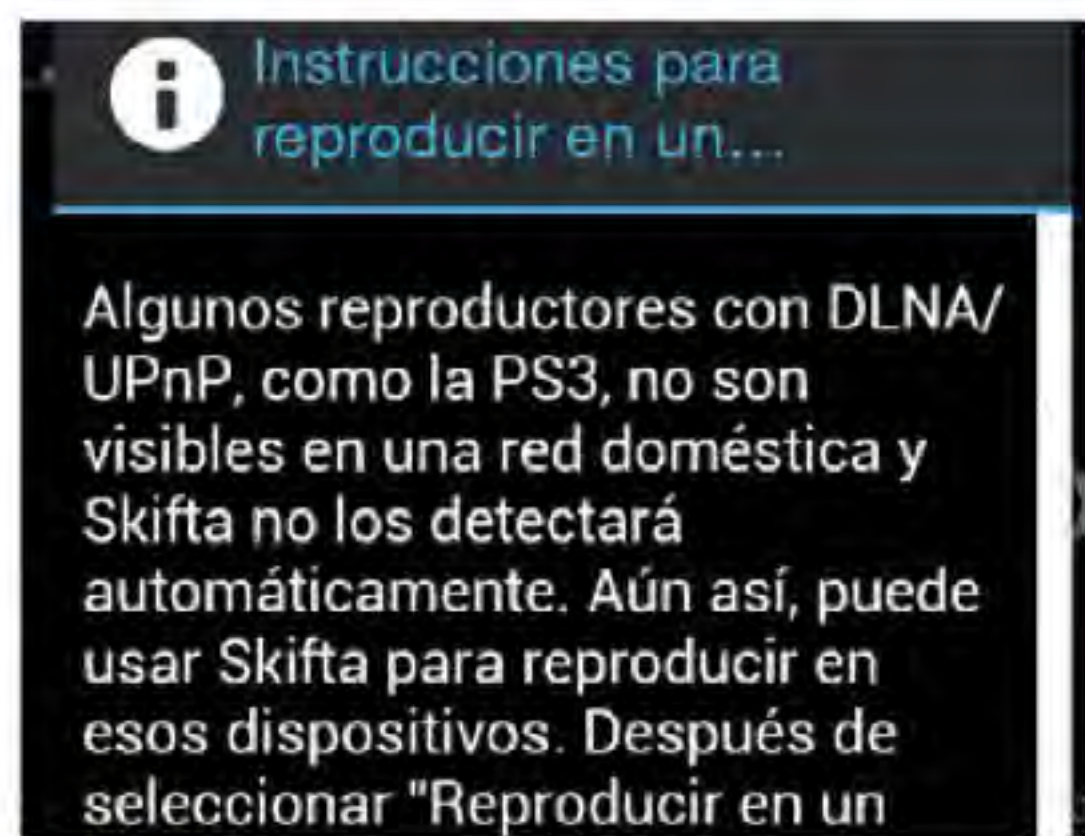 Instrucciones para
reproducir en un...
Algunos reproductores con DLNA/
UPnP, como la PS3, no son
visibles en una red doméstica y
Skifta no los detectará
automáticamente. Aún así, puede
usar Skifta para reproducir en
esos dispositivos. Después de
seleccionar "Reproducir en un